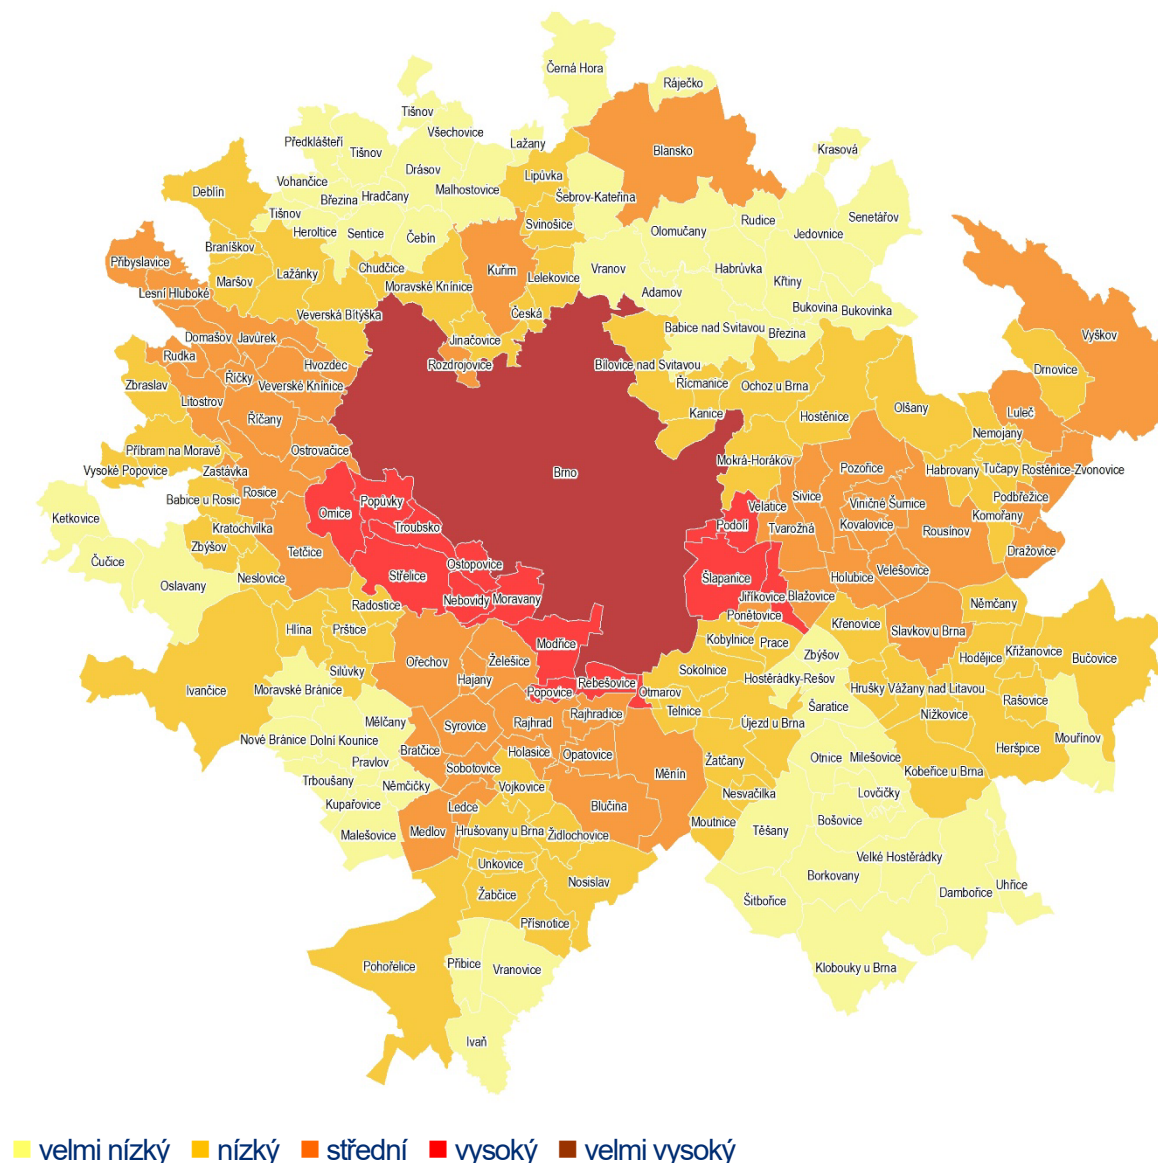 Černá Hora
Ráječko
Tišnov
Všechovice
Předklášteří
Tišnov
Lažany
Blansko
Krasová
Drásov
Lipůvka
Vohančice
Deblín
Březina
Hradčany
Malhostovice
Šebrov-Kateřina
Tišnov
Svinošice
Rudice
Senetářov
Heroltice
Sentice
Čebín
Olomučany
Jedovnice
Braníškov
Přibyslavice
Lažánky
Chudčice
Kuřim
Vranov
Habrůvka
Maršov
Lelekovice
Křtiny
Lesní Hluboké
Moravské Knínice
Adamov
Bukovina
Bukovinka
Veverská Bítýška
Česká
Babice nad Svitavou
Březina
Vyškov
Domašov
Javůrek
Jinačovice
Rudka
Hvozdec
Rozdrojovice
Bílovice nad Svitavou
Drnovice
Říčky
Zbraslav
Veverské Knínice
Řícmanice
Ochoz u Brna
Litostrov
Olšany
Luleč
Říčany
Kanice
Hostěnice
Nemojany
Příbram na Moravě
Ostrovačice
Mokrá-Horákov
Vysoké Popovice
Zastávka
Brno
Pozořice
Habrovany
Tučapy
Rostěnice-Zvonovice
Rosice
Babice u Rosic
Popůvky
Sivice
Viničné Šumice
Podbřežice
Ketkovice
Omice
Velatice
Komořany
Kratochvilka
Troubsko
Podolí
Tvarožná
Kovalovice
Rousínov
Zbýšov
Tetčice
Dražovice
Čučice
Ostopovice
Oslavany
Neslovice
Střelice
Šlapanice
Holubice
Velešovice
Nebovidy
Moravany
Jiříkovice
Blažovice
Radostice
Němčany
Hlína
Prštice
Ponětovice
Křenovice
Slavkov u Brna
Modřice
Kobylnice
Prace
Zbýšov
Hodějice
Křižanovice
Bučovice
Ořechov
Želešice
Silůvky
Hajany
Sokolnice
Hostěrádky-Rešov
Ivančice
Moravské Bránice
Rebešovice
Popovice
Otmarov
Hrušky
Vážany nad Litavou
Rašovice
Šaratice
Telnice
Rajhradice
Nížkovice
Mělčany
Syrovice
Rajhrad
Újezd u Brna
Nové Bránice
Dolní Kounice
Mouřínov
Bratčice
Holasice
Opatovice
Heršpice
Pravlov
Žatčany
Otnice
Milešovice
Sobotovice
Měnín
Kobeřice u Brna
Trboušany
Němčičky
Vojkovice
Nesvačilka
Lovčičky
Kupařovice
Ledce
Blučina
Bošovice
Moutnice
Malešovice
Medlov
Hrušovany u Brna
Židlochovice
Těšany
Unkovice
Velké Hostěrádky
Borkovany
Nosislav
Uhřice
Žabčice
Šitbořice
Dambořice
Přísnotice
Pohořelice
Přibice
Vranovice
Klobouky u Brna
Ivaň
velmi nízký nízký střední vysoký velmi vysoký